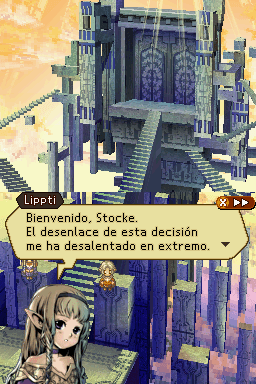 Lippti
X
Bienvenido, Stocke.
El desenlace de esta decisión
me ha desalentado en extremo.